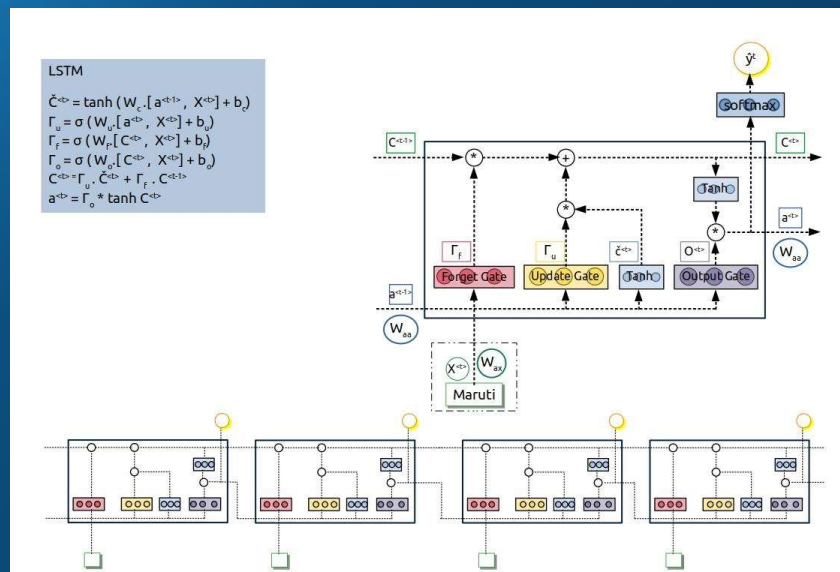 LSTM
Č<t> = tanh ( Wc.[ a<t-1> , X<t>] + bc)
Γu = σ ( Wu.[ a<t> , X<t>] + bu)
Γf = σ ( Wf.[ C<t> , X<t>] + bf)
Γo = σ ( Wo.[ C<t> , X<t>] + bo)
C<t> = Γu . Č<t> + Γf . C<t-1>
a<t> = Γo * tanh C<t>
ŷt
softmax
C<t-1>
C<t>
*
+
Tanh
*
*
a<t>
Γf
Γu
č<t>
O<t>
Waa
Forget Gate
Update Gate
Tanh
Output Gate
a<t-1>
Waa
X<t>
Wax
Maruti